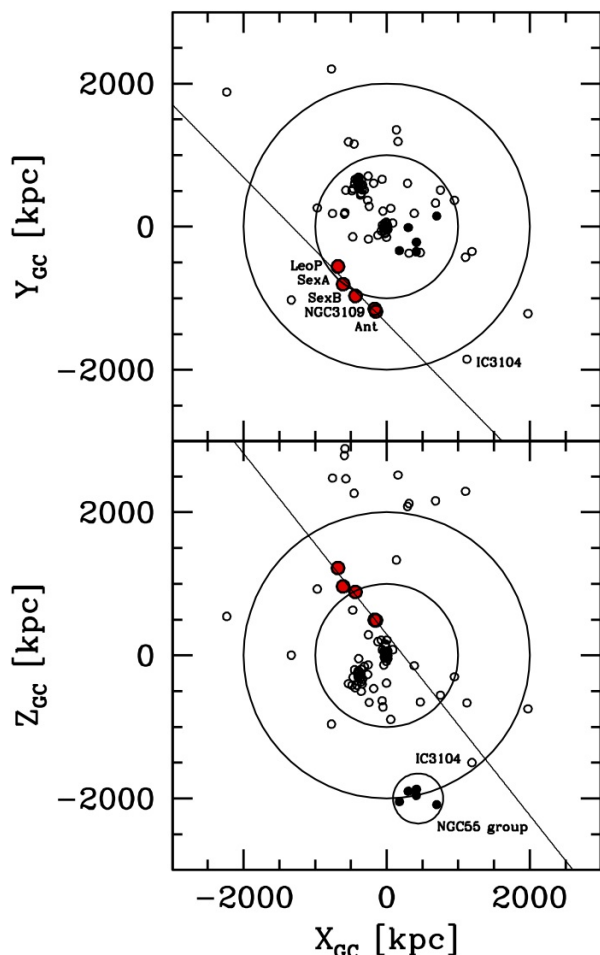 2000
0
−2000
Y_GC [kpc]
LeoP
SexA
SexB
NGC3109
Ant
IC3104
2000
0
−2000
Z_GC [kpc]
IC3104
NGC55 group
−2000 0 2000
X_GC [kpc]